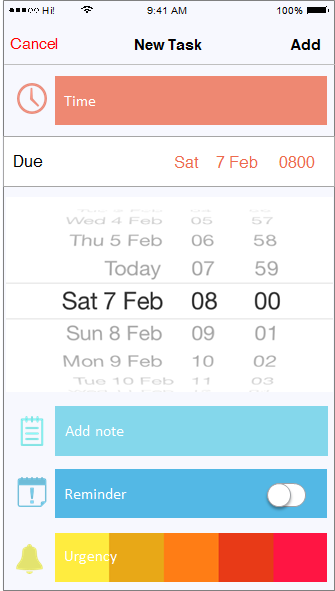 Hi! 9:41 AM 100%
Cancel New Task Add
Time
Due Sat 7 Feb 0800
Wed 4 Feb 05 57
Thu 5 Feb 06 58
Today 07 59
Sat 7 Feb 08 00
Sun 8 Feb 09 01
Mon 9 Feb 10 02
Tue 10 Feb 11 03
Add note
Reminder
Urgency